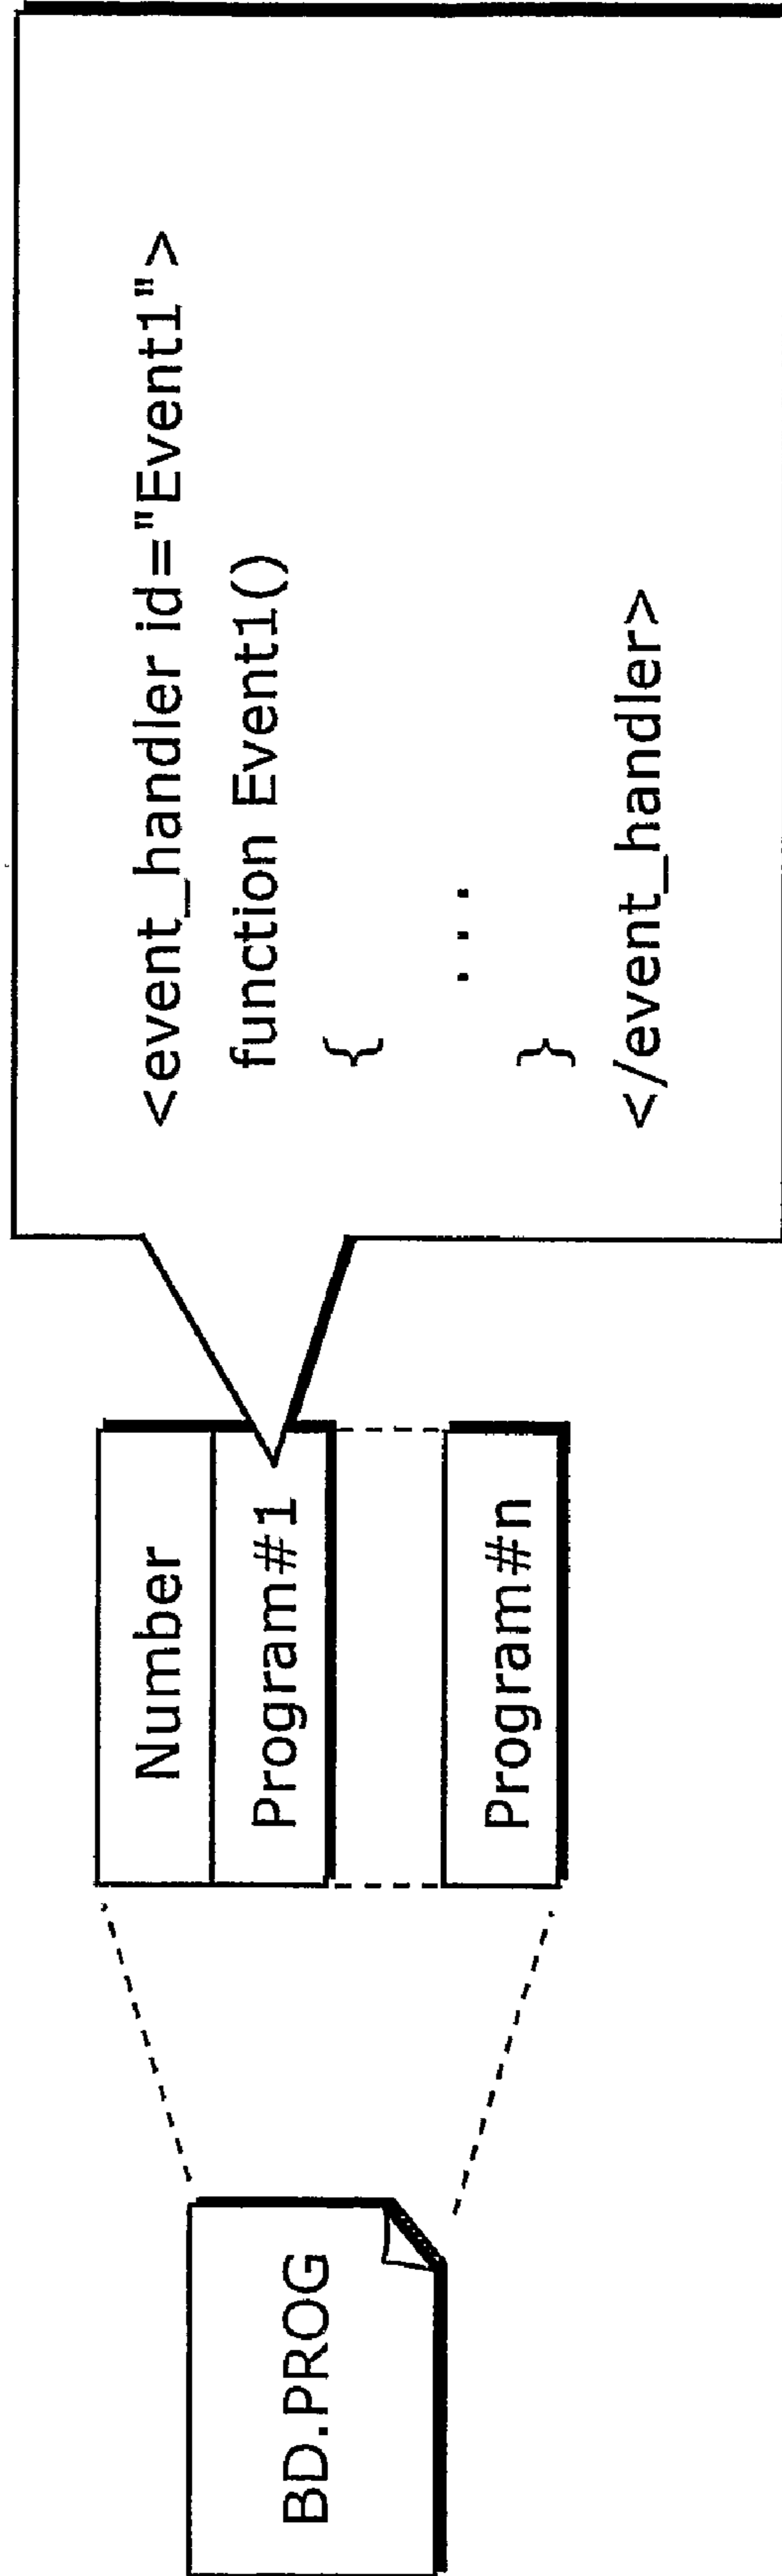 BD.PROG
Number
Program#1
Program#n
<event_handler id="Event1">
function Event1()
{
...
}
</event_handler>